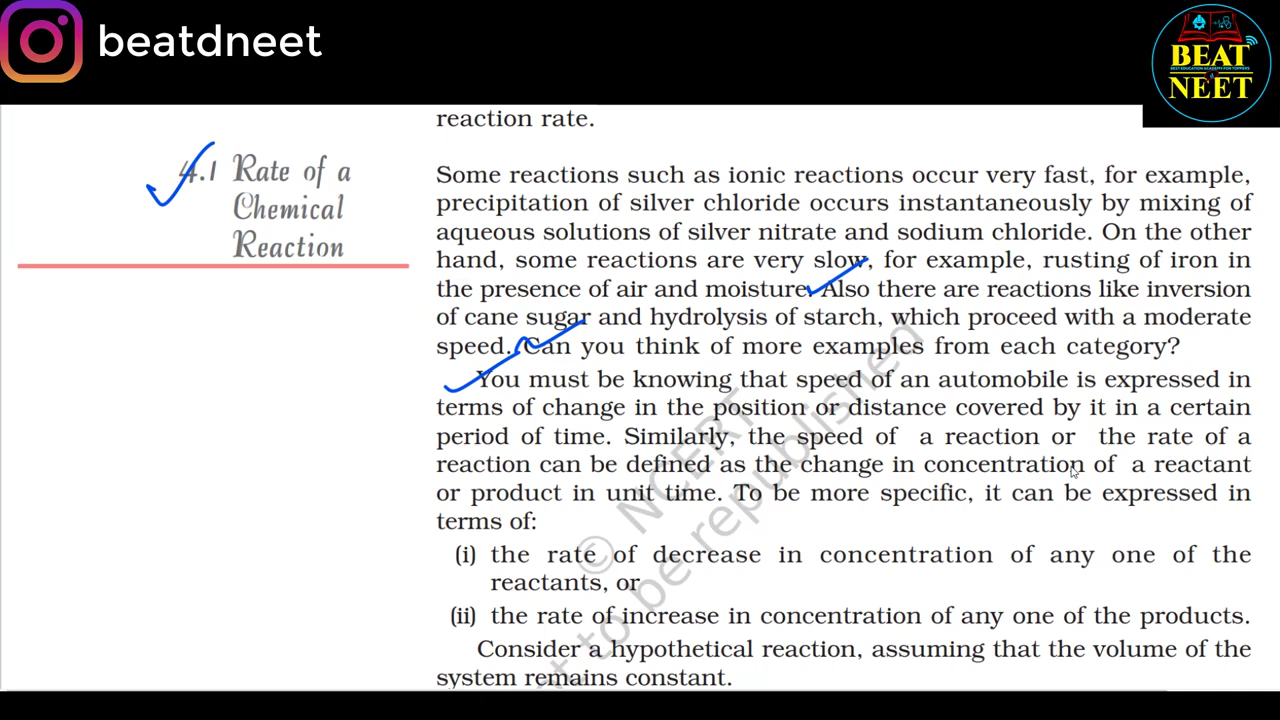 beatdneet
BEAT
BEST EDUCATION ACADEMY FOR TOPPERS
NEET
reaction rate.
4.1 Rate of a
Chemical
Reaction
Some reactions such as ionic reactions occur very fast, for example,
precipitation of silver chloride occurs instantaneously by mixing of
aqueous solutions of silver nitrate and sodium chloride. On the other
hand, some reactions are very slow, for example, rusting of iron in
the presence of air and moisture. Also there are reactions like inversion
of cane sugar and hydrolysis of starch, which proceed with a moderate
speed. Can you think of more examples from each category?
You must be knowing that speed of an automobile is expressed in
terms of change in the position or distance covered by it in a certain
period of time. Similarly, the speed of a reaction or the rate of a
reaction can be defined as the change in concentration of a reactant
or product in unit time. To be more specific, it can be expressed in
terms of:
(i) the rate of decrease in concentration of any one of the
reactants, or
(ii) the rate of increase in concentration of any one of the products.
Consider a hypothetical reaction, assuming that the volume of the
system remains constant.
© NCERT
t to be republished